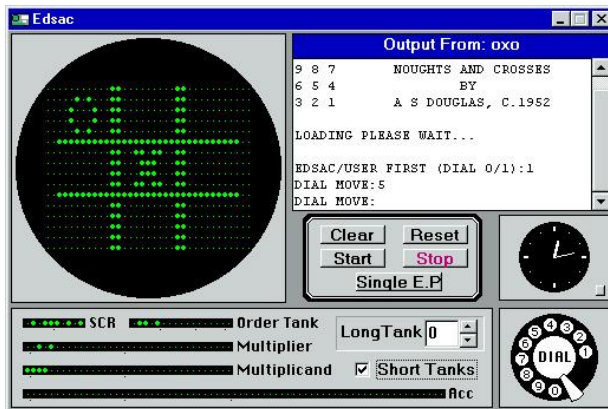 Edsac
Output From: oxo
9 8 7 NOUGHTS AND CROSSES
6 5 4 BY
3 2 1 A S DOUGLAS, C.1952
LOADING PLEASE WAIT...
EDSAC/USER FIRST (DIAL 0/1):1
DIAL MOVE:5
DIAL MOVE:
Clear Reset
Start Stop
Single E.P
SCR Order Tank
Multiplier
Multiplicand
Acc
LongTank 0
Short Tanks
DIAL
1 2 3 4 5 6 7 8 9 0
O
X